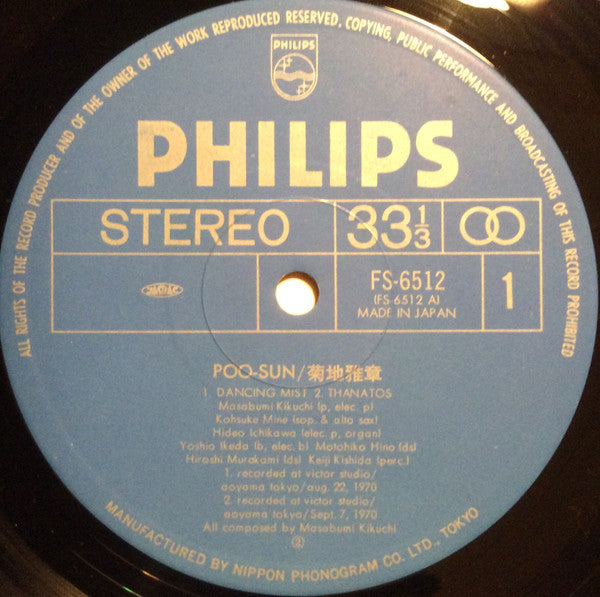 ALL RIGHTS OF THE RECORD PRODUCER AND OF THE OWNER OF THE WORK REPRODUCED RESERVED, COPYING, PUBLIC PERFORMANCE AND BROADCASTING OF THIS RECORD PROHIBITED
PHILIPS
PHILIPS
STEREO
33 1/3
FS-6512
(FS 6512 A)
MADE IN JAPAN
1
POO-SUN/菊地雅章
1. DANCING MIST 2. THANATOS
Masabumi Kikuchi (p, elec. p)
Kohsuke Mine (sop. & alto sax)
Hideo Ichikawa (elec. p, organ)
Yoshio Ikeda (b, elec. b) Motohiko Hino (ds)
Hiroshi Murakami (ds) Keiji Kishida (perc.)
1. recorded at victor studio/
aoyama tokyo/aug. 22, 1970
2. recorded at victor studio/
aoyama tokyo/Sept. 7, 1970
All composed by Masabumi Kikuchi
②
MANUFACTURED BY NIPPON PHONOGRAM CO. LTD., TOKYO